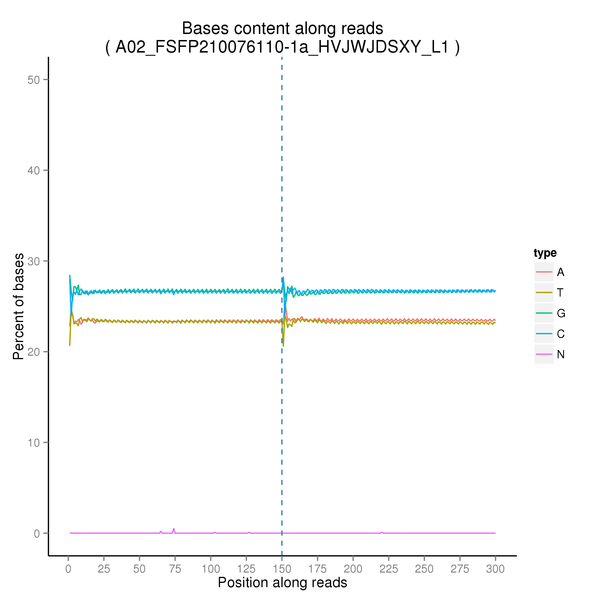 Bases content along reads
( A02_FSFP210076110-1a_HVJWJDSXY_L1 )
50
40
30
20
10
0
Percent of bases
0 25 50 75 100 125 150 175 200 225 250 275 300
Position along reads
type
A
T
G
C
N